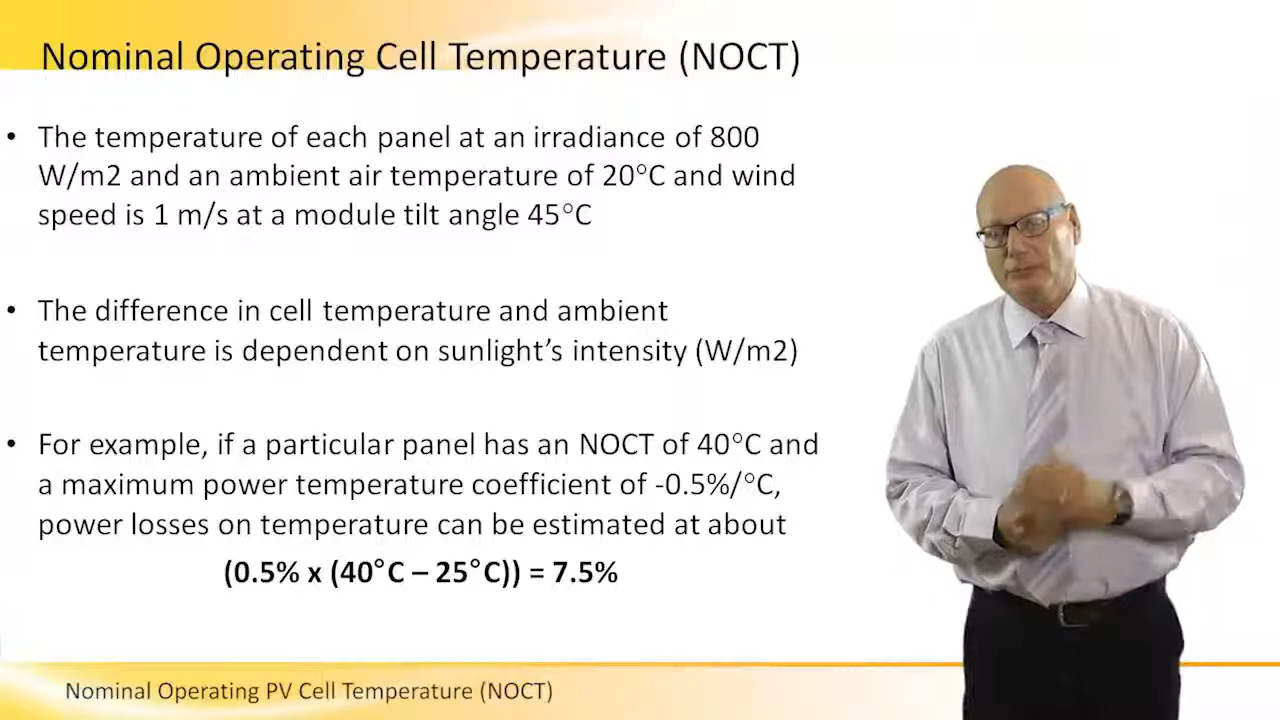 Nominal Operating Cell Temperature (NOCT)
• The temperature of each panel at an irradiance of 800
W/m2 and an ambient air temperature of 20°C and wind
speed is 1 m/s at a module tilt angle 45°C
• The difference in cell temperature and ambient
temperature is dependent on sunlight's intensity (W/m2)
• For example, if a particular panel has an NOCT of 40°C and
a maximum power temperature coefficient of -0.5%/°C,
power losses on temperature can be estimated at about
(0.5% x (40°C – 25°C)) = 7.5%
Nominal Operating PV Cell Temperature (NOCT)